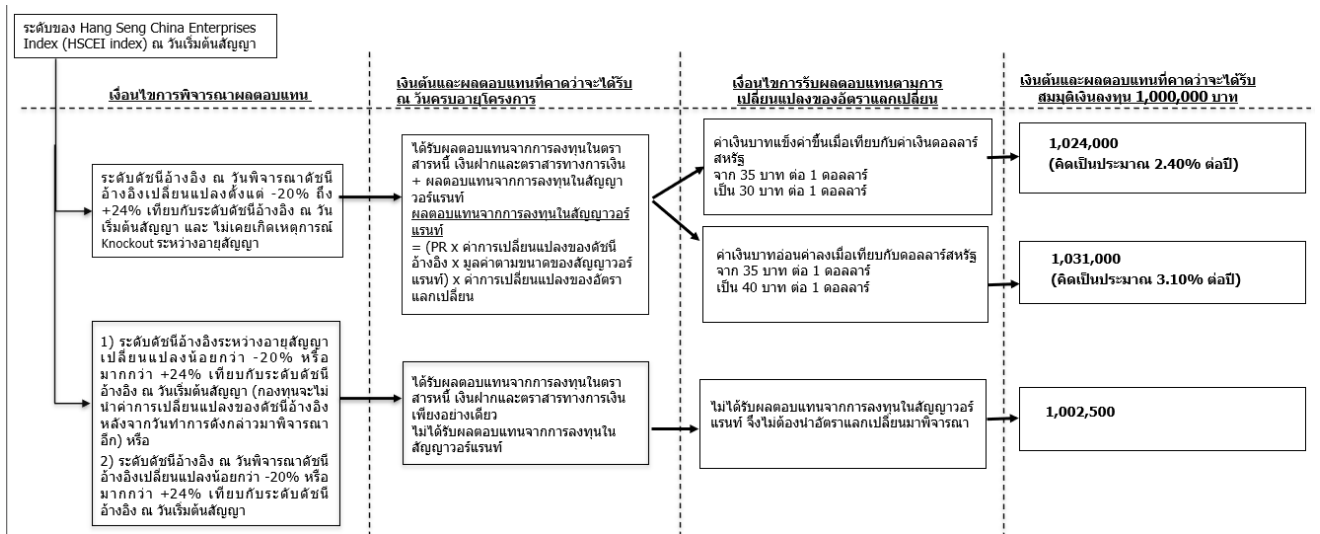 ระดับของ Hang Seng China Enterprises
Index (HSCEI index) ณ วันเริ่มต้นสัญญา
เงื่อนไขการพิจารณาผลตอบแทน
เงินต้นและผลตอบแทนที่คาดว่าจะได้รับ
ณ วันครบอายุโครงการ
เงื่อนไขการรับผลตอบแทนตามการ
เปลี่ยนแปลงของอัตราแลกเปลี่ยน
เงินต้นและผลตอบแทนที่คาดว่าจะได้รับ
สมมุติเงินลงทุน 1,000,000 บาท
ระดับดัชนีอ้างอิง ณ วันพิจารณาดัชนี
อ้างอิงเปลี่ยนแปลงตั้งแต่ -20% ถึง
+24% เทียบกับระดับดัชนีอ้างอิง ณ วัน
เริ่มต้นสัญญา และ ไม่เคยเกิดเหตุการณ์
Knockout ระหว่างอายุสัญญา
ได้รับผลตอบแทนจากการลงทุนในตรา
สารหนี้ เงินฝากและตราสารทางการเงิน
+ ผลตอบแทนจากการลงทุนในสัญญา
วอร์แรนท์
ผลตอบแทนจากการลงทุนในสัญญาวอร์
แรนท์
= (PR x ค่าการเปลี่ยนแปลงของดัชนี
อ้างอิง x มูลค่าตามขนาดของสัญญาวอร์
แรนท์) x ค่าการเปลี่ยนแปลงของอัตรา
แลกเปลี่ยน
ค่าเงินบาทแข็งค่าขึ้นเมื่อเทียบกับค่าเงินดอลลาร์
สหรัฐ
จาก 35 บาท ต่อ 1 ดอลลาร์
เป็น 30 บาท ต่อ 1 ดอลลาร์
1,024,000
(คิดเป็นประมาณ 2.40% ต่อปี)
ค่าเงินบาทอ่อนค่าลงเมื่อเทียบกับดอลลาร์สหรัฐ
จาก 35 บาท ต่อ 1 ดอลลาร์
เป็น 40 บาท ต่อ 1 ดอลลาร์
1,031,000
(คิดเป็นประมาณ 3.10% ต่อปี)
1) ระดับดัชนีอ้างอิงระหว่างอายุสัญญา
เปลี่ยนแปลงน้อยกว่า -20% หรือ
มากกว่า +24% เทียบกับระดับดัชนี
อ้างอิง ณ วันเริ่มต้นสัญญา (กองทุนจะไม่
นำค่าการเปลี่ยนแปลงของดัชนีอ้างอิง
หลังจากวันทำการดังกล่าวมาพิจารณา
อีก) หรือ
2) ระดับดัชนีอ้างอิง ณ วันพิจารณาดัชนี
อ้างอิงเปลี่ยนแปลงน้อยกว่า -20% หรือ
มากกว่า +24% เทียบกับระดับดัชนี
อ้างอิง ณ วันเริ่มต้นสัญญา
ได้รับผลตอบแทนจากการลงทุนในตรา
สารหนี้ เงินฝากและตราสารทางการเงิน
เพียงอย่างเดียว
ไม่ได้รับผลตอบแทนจากการลงทุนใน
สัญญาวอร์แรนท์
ไม่ได้รับผลตอบแทนจากการลงทุนในสัญญาวอร์
แรนท์ จึงไม่ต้องนำอัตราแลกเปลี่ยนมาพิจารณา
1,002,500